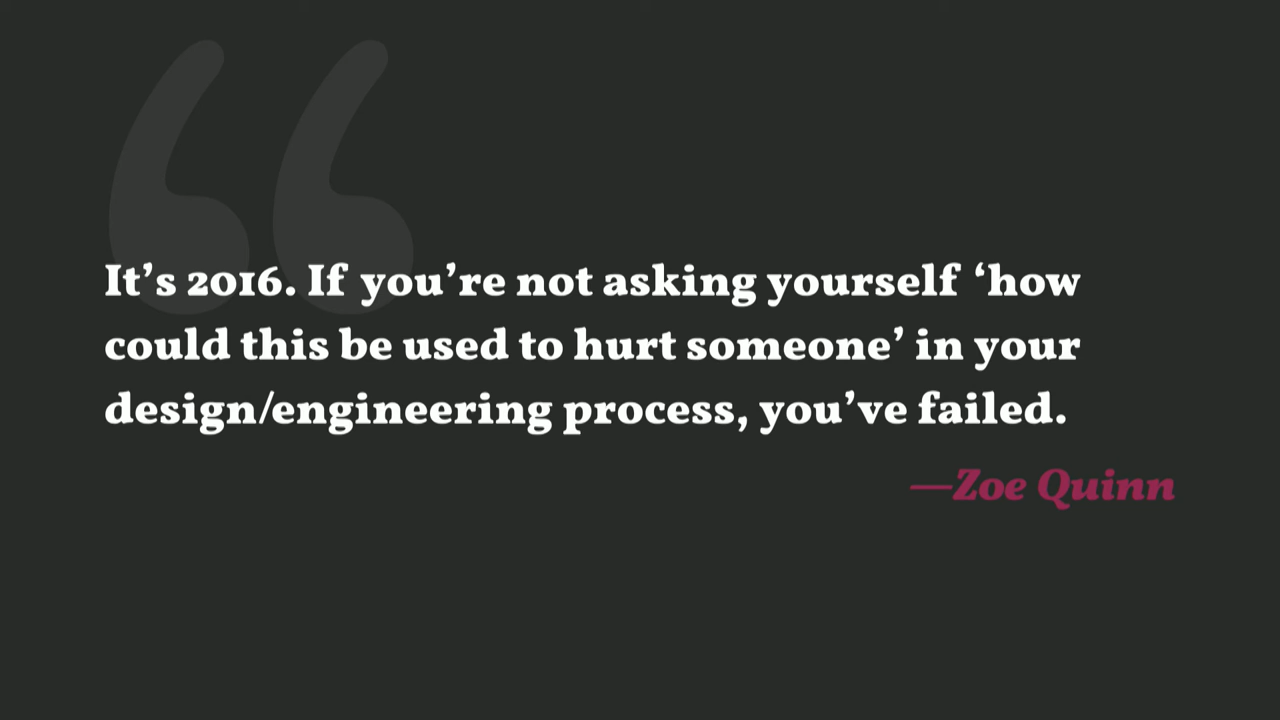 It’s 2016. If you’re not asking yourself ‘how
could this be used to hurt someone’ in your
design/engineering process, you’ve failed.
—Zoe Quinn